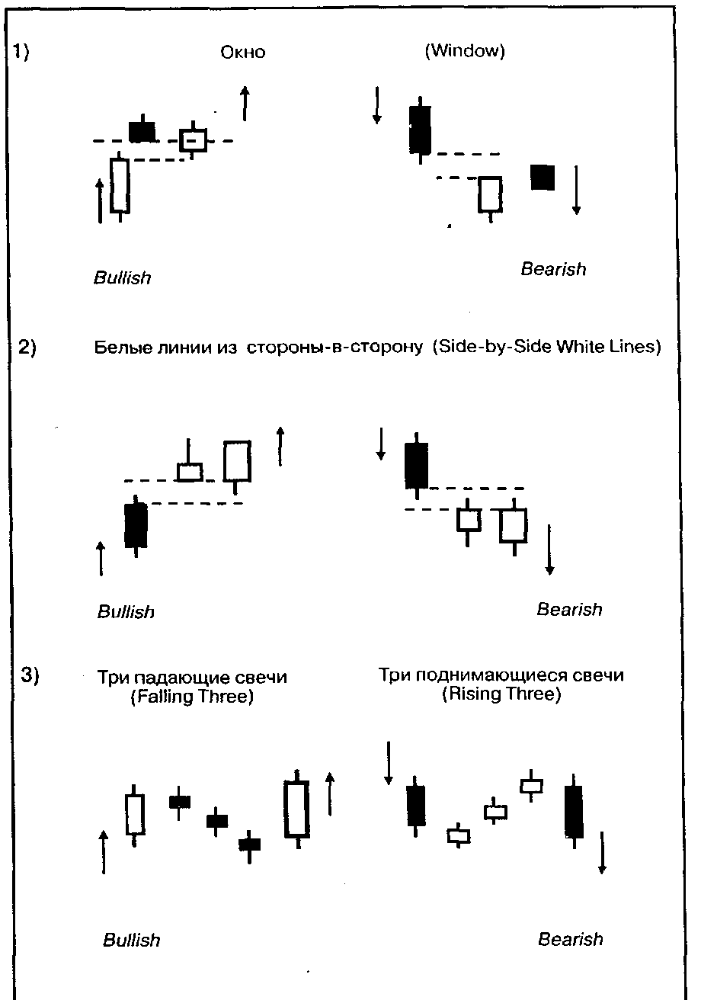 1) Окно (Window)
Bullish Bearish
2) Белые линии из стороны-в-сторону (Side-by-Side White Lines)
Bullish Bearish
3) Три падающие свечи Три поднимающиеся свечи
(Falling Three) (Rising Three)
Bullish Bearish